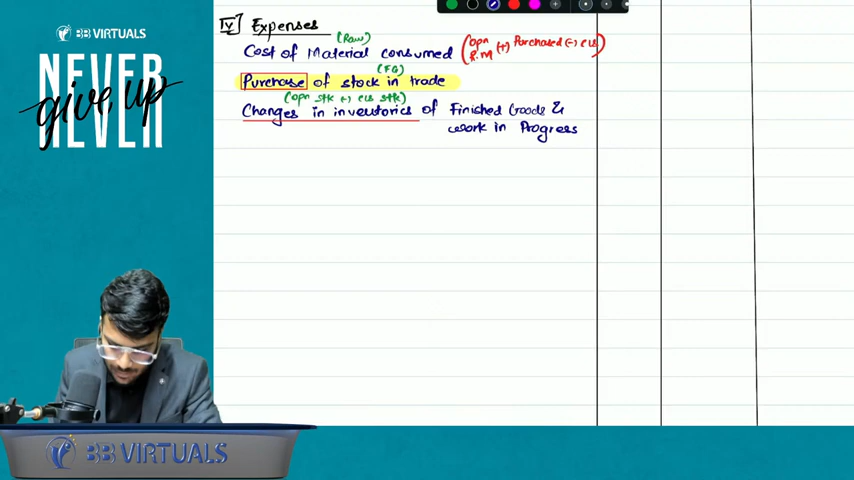 BB VIRTUALS
NEVER
give up
NEVER
IV] Expenses
(Raw)
Cost of Material consumed (Opn R.M (+) Purchased (-) cls)
(FG)
Purchase of stock in trade
(Opn stk (-) cls stk)
Changes in inventories of Finished Goods &
work in Progress
BB VIRTUALS